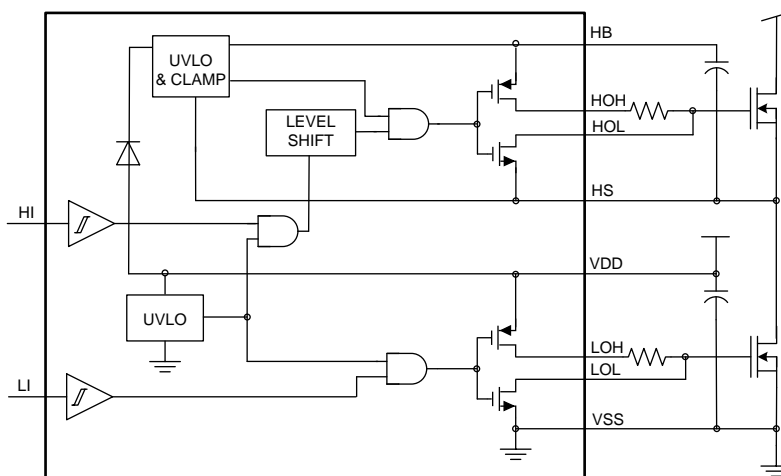 HB
UVLO
& CLAMP
HOH
LEVEL
SHIFT
HOL
HS
HI
VDD
UVLO
LOH
LOL
LI
VSS